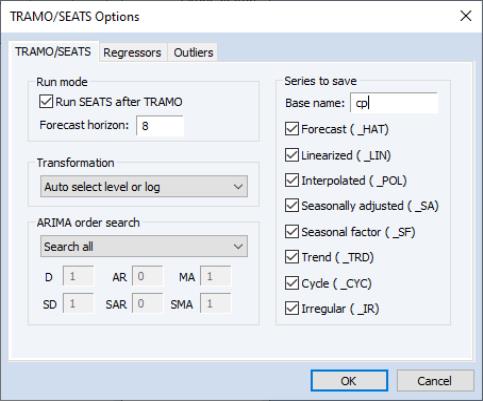 TRAMO/SEATS Options
TRAMO/SEATS Regressors Outliers
Run mode
Run SEATS after TRAMO
Forecast horizon: 8
Transformation
Auto select level or log
ARIMA order search
Search all
D 1 AR 0 MA 1
SD 1 SAR 0 SMA 1
Series to save
Base name: cp
Forecast ( _HAT)
Linearized ( _LIN)
Interpolated ( _POL)
Seasonally adjusted ( _SA)
Seasonal factor ( _SF)
Trend ( _TRD)
Cycle ( _CYC)
Irregular ( _IR)
OK Cancel